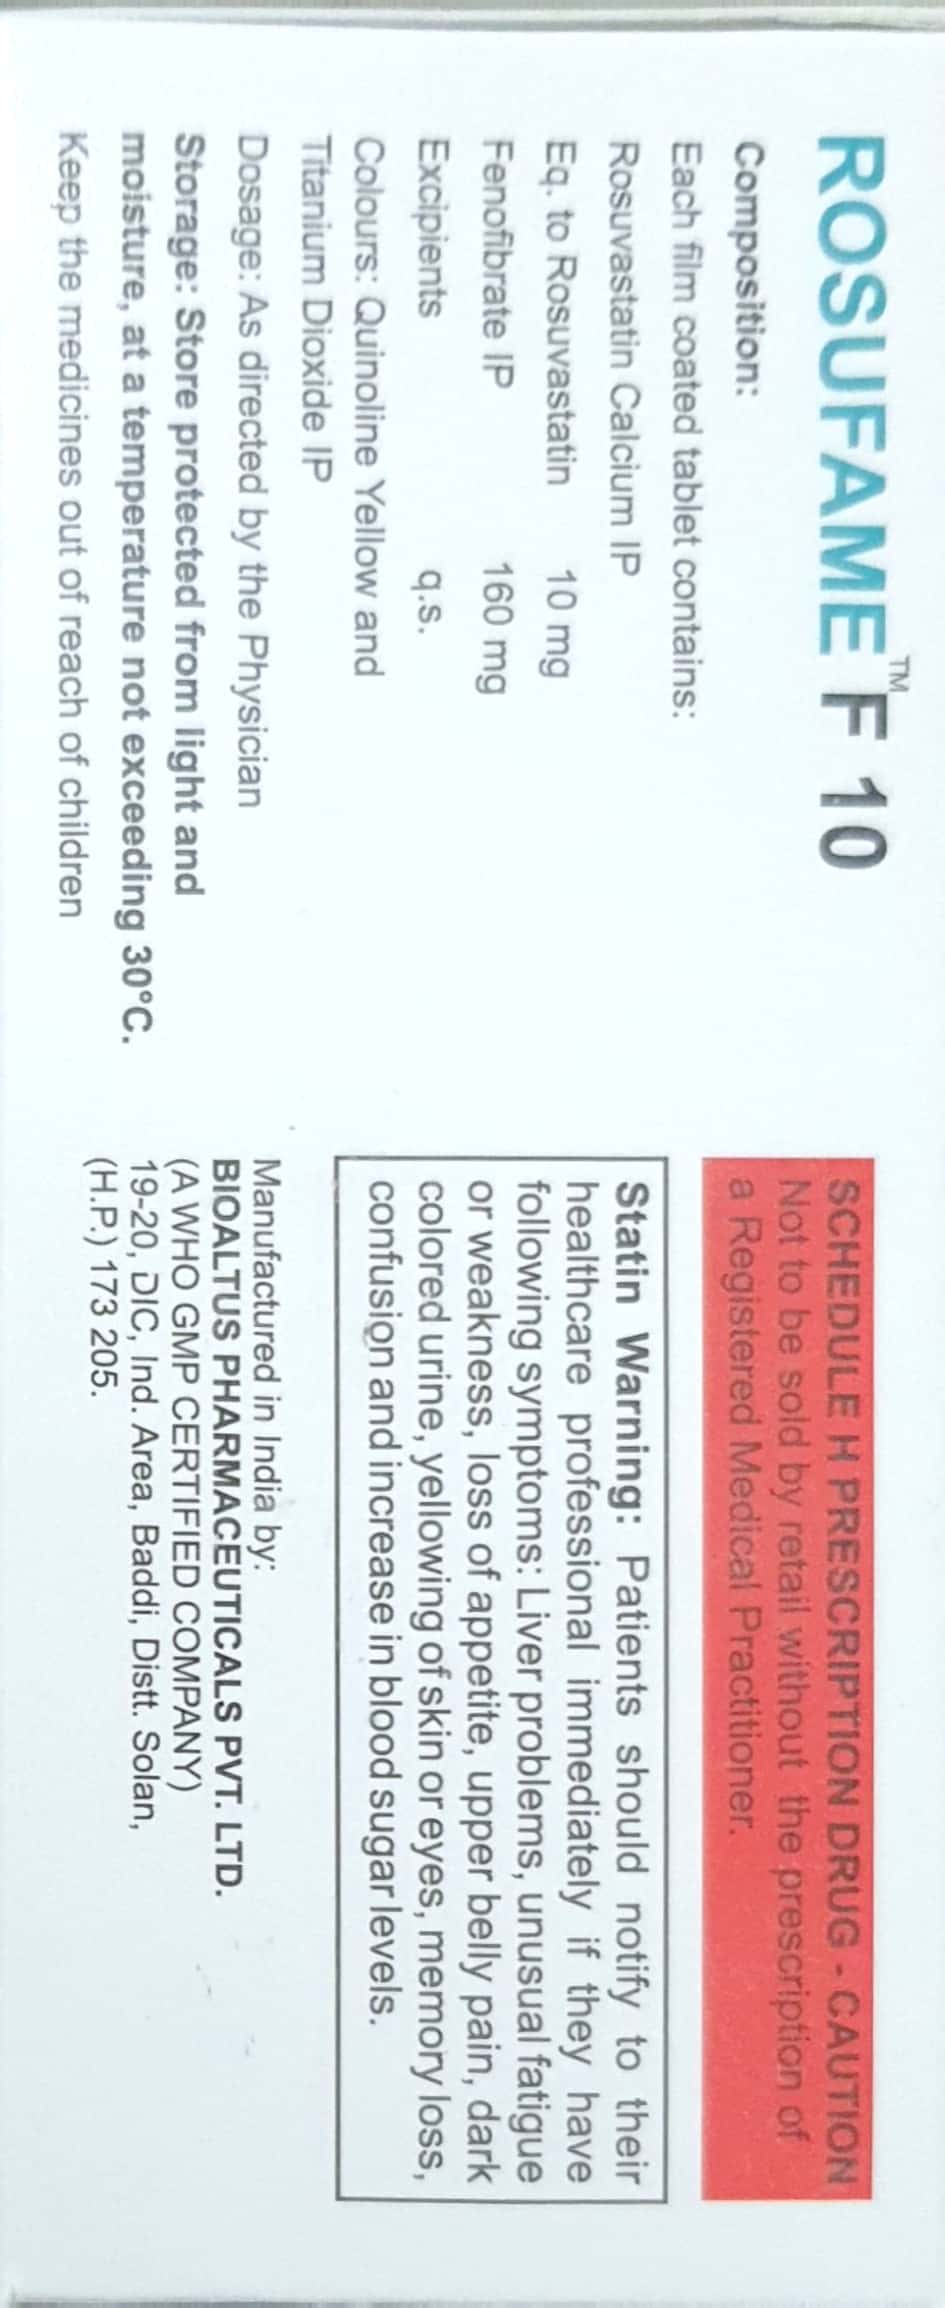 ROSUFAME™ F 10
Composition:
Each film coated tablet contains:
Rosuvastatin Calcium IP
Eq. to Rosuvastatin 10 mg
Fenofibrate IP 160 mg
Excipients q.s.
Colours: Quinoline Yellow and
Titanium Dioxide IP
Dosage: As directed by the Physician
Storage: Store protected from light and
moisture, at a temperature not exceeding 30°C.
Keep the medicines out of reach of children
SCHEDULE H PRESCRIPTION DRUG - CAUTION
Not to be sold by retail without the prescription of
a Registered Medical Practitioner.
Statin Warning: Patients should notify to their
healthcare professional immediately if they have
following symptoms: Liver problems, unusual fatigue
or weakness, loss of appetite, upper belly pain, dark
colored urine, yellowing of skin or eyes, memory loss,
confusion and increase in blood sugar levels.
Manufactured in India by:
BIOALTUS PHARMACEUTICALS PVT. LTD.
(A WHO GMP CERTIFIED COMPANY)
19-20, DIC, Ind. Area, Baddi, Distt. Solan,
(H.P.) 173 205.